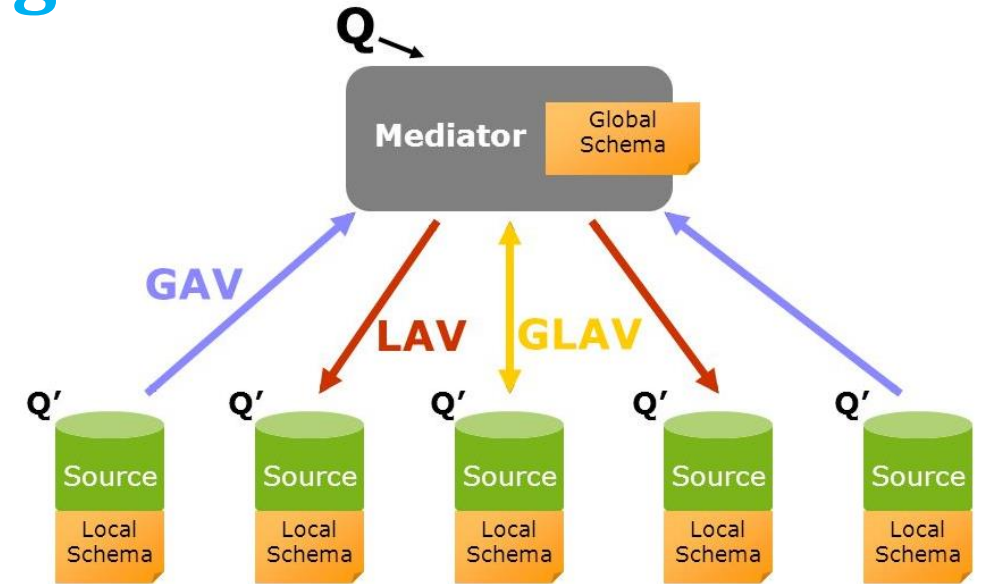 g
Q
Mediator
Global
Schema
GAV
LAV
GLAV
Q’
Q’
Q’
Q’
Q’
Source
Source
Source
Source
Source
Local
Schema
Local
Schema
Local
Schema
Local
Schema
Local
Schema